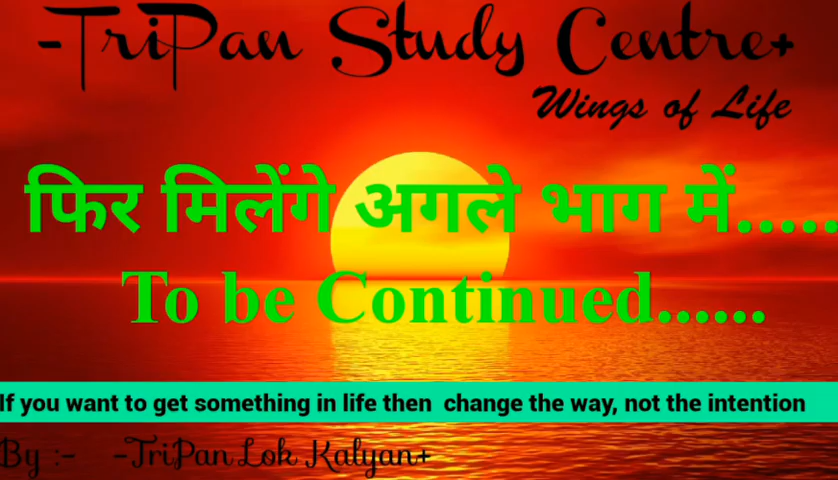 -TriPan Study Centre+
Wings of Life
फिर मिलेंगे अगले भाग में.....
To be Continued......
If you want to get something in life then change the way, not the intention
By :- -TriPan Lok Kalyan+